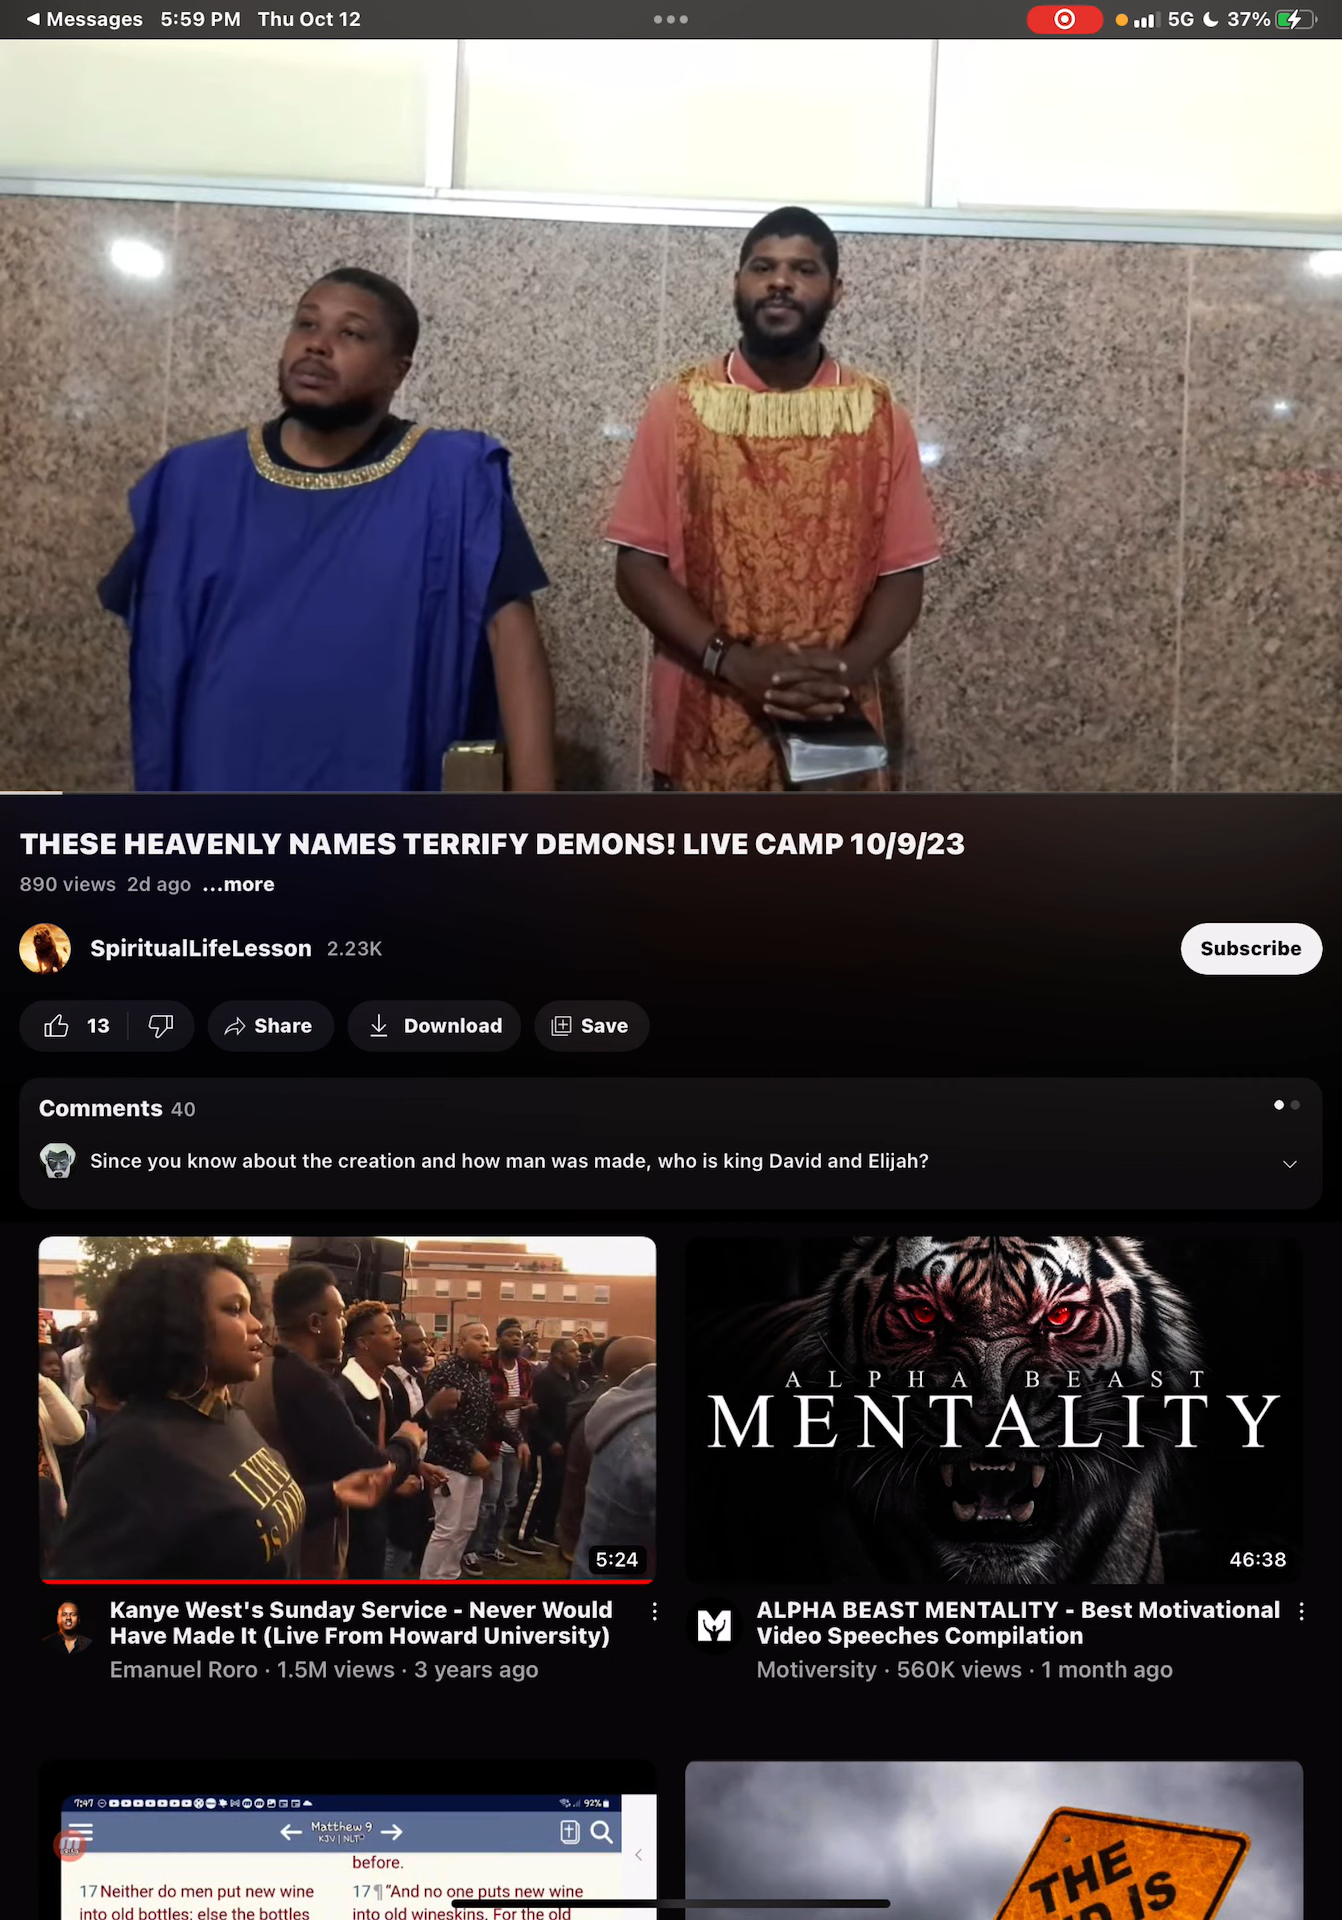 Messages 5:59 PM Thu Oct 12
5G 37%
THESE HEAVENLY NAMES TERRIFY DEMONS! LIVE CAMP 10/9/23
890 views 2d ago ...more
SpiritualLifeLesson 2.23K
Subscribe
13
Share
Download
Save
Comments 40
Since you know about the creation and how man was made, who is king David and Elijah?
is
5:24
Kanye West's Sunday Service - Never Would
Have Made It (Live From Howard University)
Emanuel Roro · 1.5M views · 3 years ago
ALPHA BEAST
MENTALITY
46:38
ALPHA BEAST MENTALITY - Best Motivational
Video Speeches Compilation
Motiversity · 560K views · 1 month ago
7:47
92%
Matthew 9
KJV | NLT
before.
17 Neither do men put new wine
into old bottles: else the bottles
17 ¶ "And no one puts new wine
into old wineskins. For the old
THE
IS